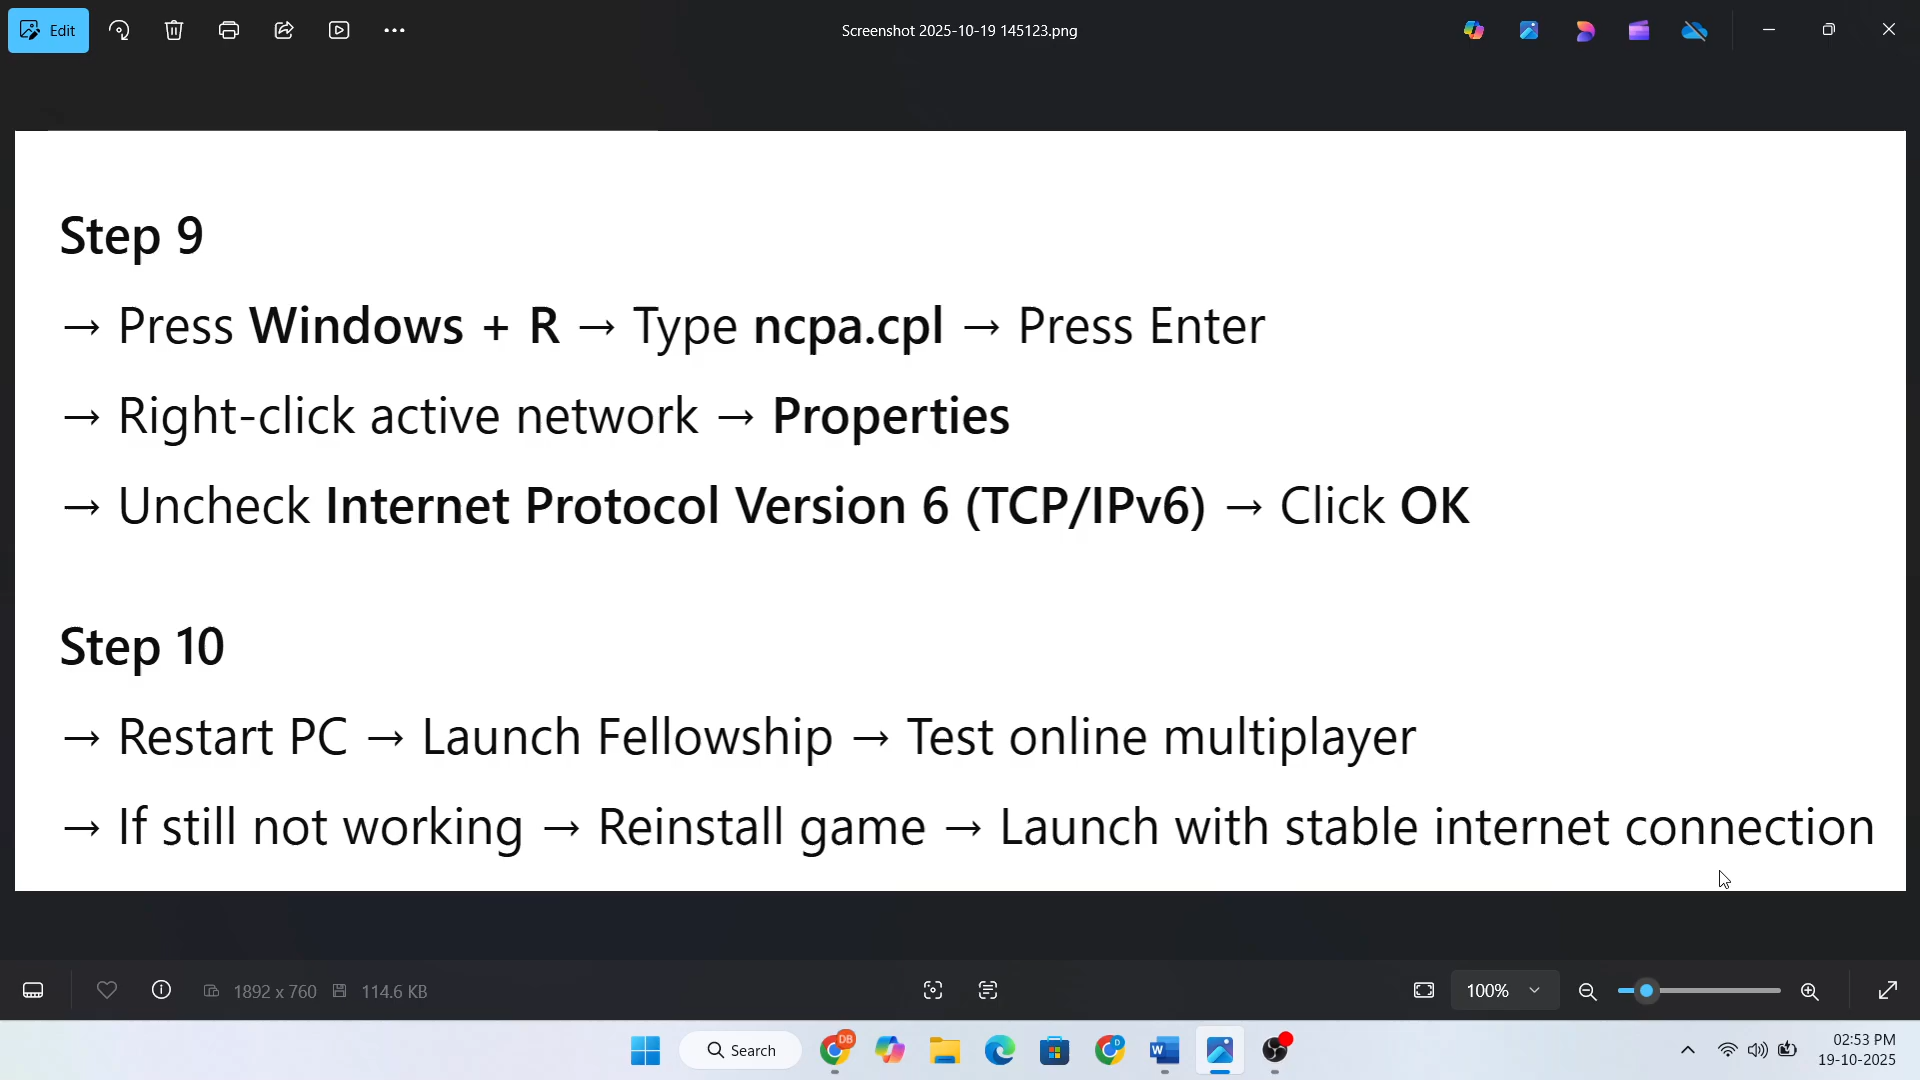 Edit
Screenshot 2025-10-19 145123.png
Step 9
→ Press Windows + R → Type ncpa.cpl → Press Enter
→ Right-click active network → Properties
→ Uncheck Internet Protocol Version 6 (TCP/IPv6) → Click OK
Step 10
→ Restart PC → Launch Fellowship → Test online multiplayer
→ If still not working → Reinstall game → Launch with stable internet connection
1892 x 760 114.6 KB 100%
Search
DB
D
W
02:53 PM
19-10-2025